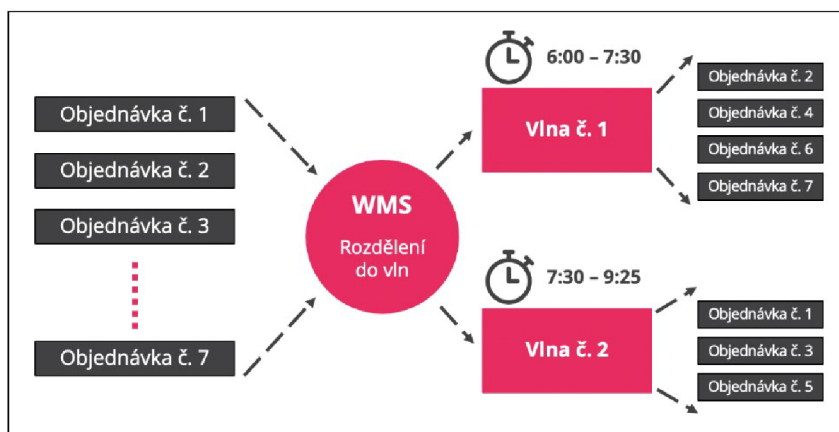 Objednávka č. 1
Objednávka č. 2
Objednávka č. 3
Objednávka č. 7
WMS
Rozdělení
do vln
6:00 – 7:30
Vlna č. 1
Objednávka č. 2
Objednávka č. 4
Objednávka č. 6
Objednávka č. 7
7:30 – 9:25
Vlna č. 2
Objednávka č. 1
Objednávka č. 3
Objednávka č. 5